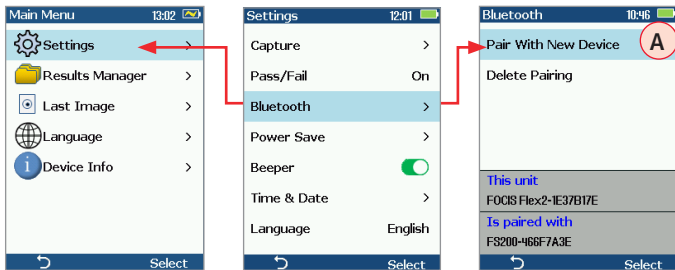 Main Menu 13:02
Settings
Results Manager
Last Image
Language
Device Info
Select
Settings 12:01
Capture
Pass/Fail On
Bluetooth
Power Save
Beeper
Time & Date
Language English
Select
Bluetooth 10:46
Pair With New Device A
Delete Pairing
This unit
FOCIS Flex2-1E37B17E
Is paired with
FS200-466F7A3E
Select